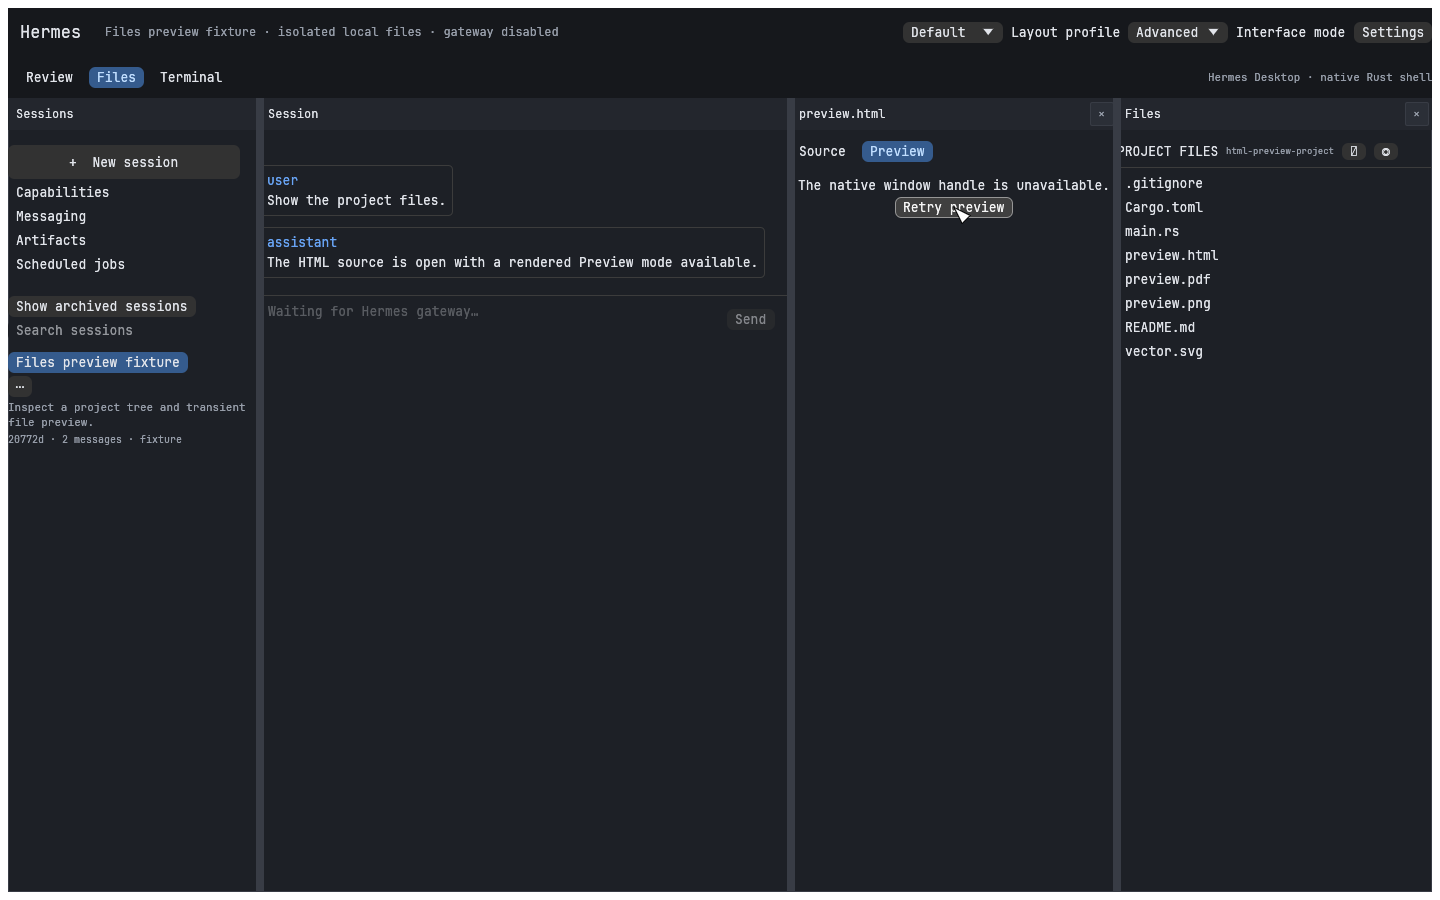 Hermes
Files preview fixture · isolated local files · gateway disabled
Default
Layout profile
Advanced
Interface mode
Settings
Review
Files
Terminal
Hermes Desktop · native Rust shell
Sessions
+ New session
Capabilities
Messaging
Artifacts
Scheduled jobs
Show archived sessions
Search sessions
Files preview fixture
…
Inspect a project tree and transient
file preview.
20772d · 2 messages · fixture
Session
user
Show the project files.
assistant
The HTML source is open with a rendered Preview mode available.
Waiting for Hermes gateway…
Send
preview.html
×
Source
Preview
The native window handle is unavailable.
Retry preview
Files
×
PROJECT FILES
html-preview-project
.gitignore
Cargo.toml
main.rs
preview.html
preview.pdf
preview.png
README.md
vector.svg